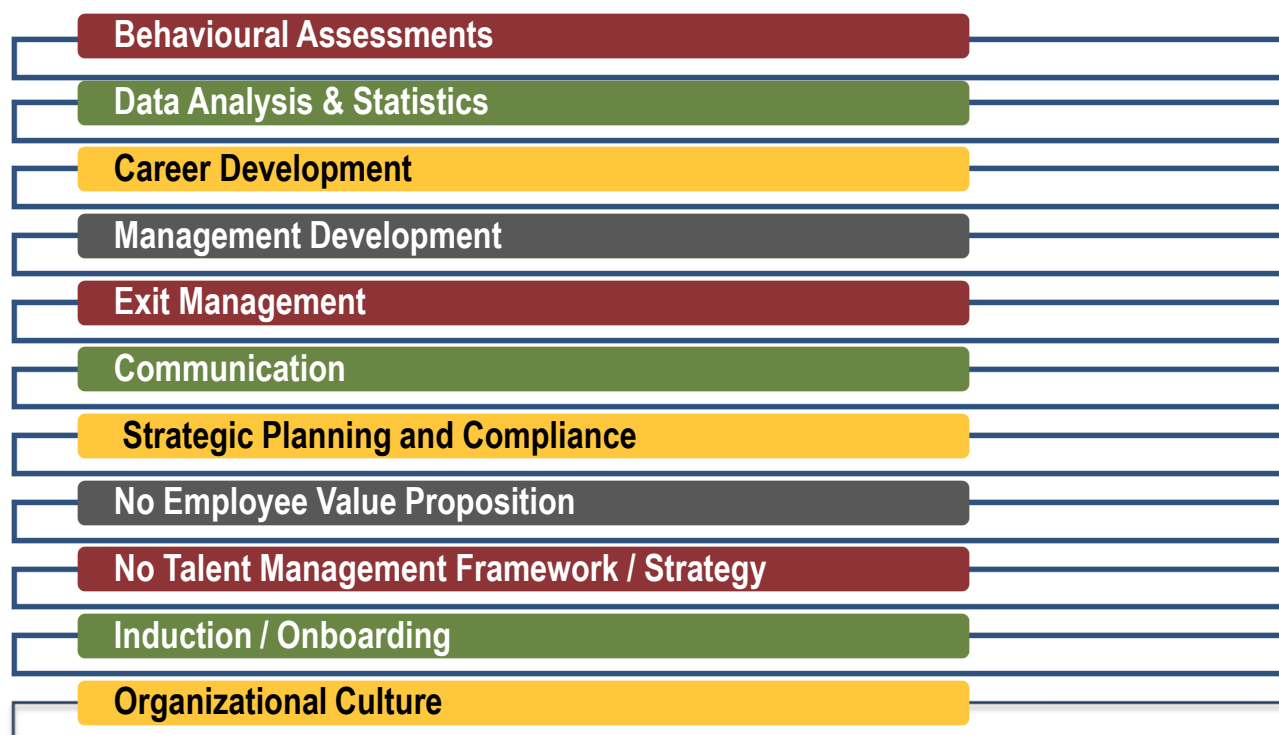 Behavioural Assessments
Data Analysis & Statistics
Career Development
Management Development
Exit Management
Communication
Strategic Planning and Compliance
No Employee Value Proposition
No Talent Management Framework / Strategy
Induction / Onboarding
Organizational Culture